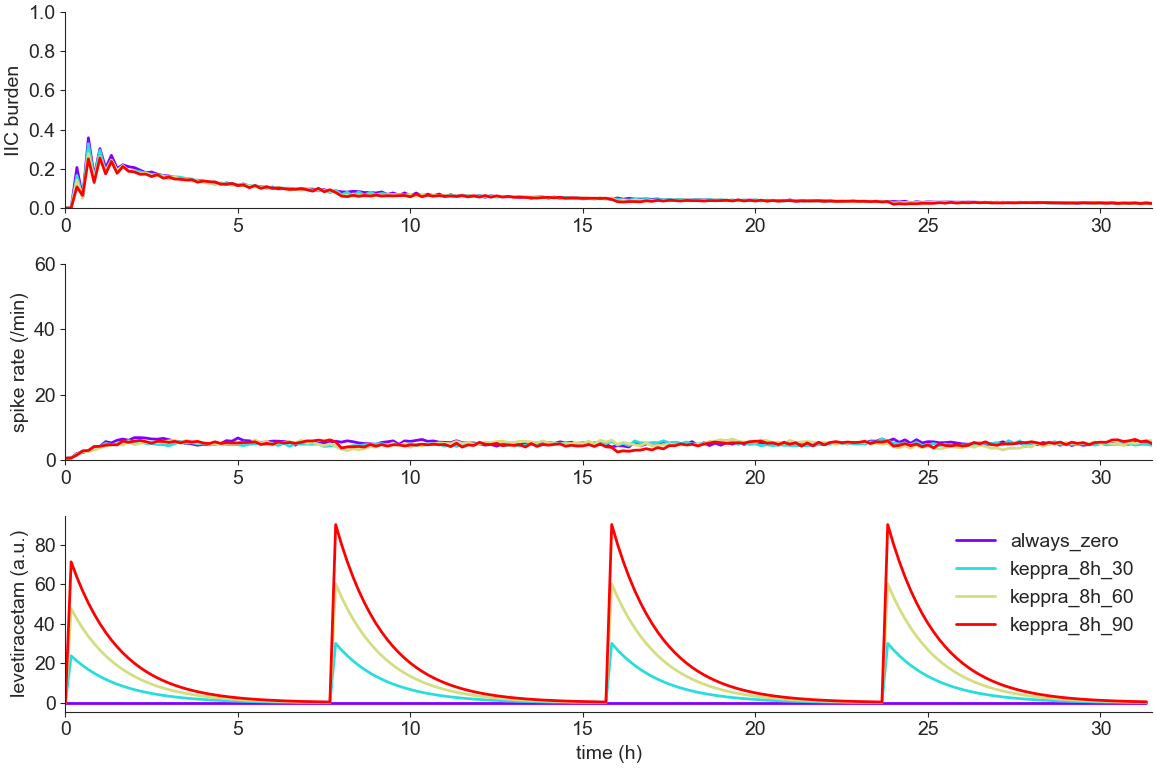 IIC burden
1.0
0.8
0.6
0.4
0.2
0.0
0 5 10 15 20 25 30
spike rate (/min)
60
40
20
0
0 5 10 15 20 25 30
levetiracetam (a.u.)
80
60
40
20
0
always_zero
keppra_8h_30
keppra_8h_60
keppra_8h_90
0 5 10 15 20 25 30
time (h)